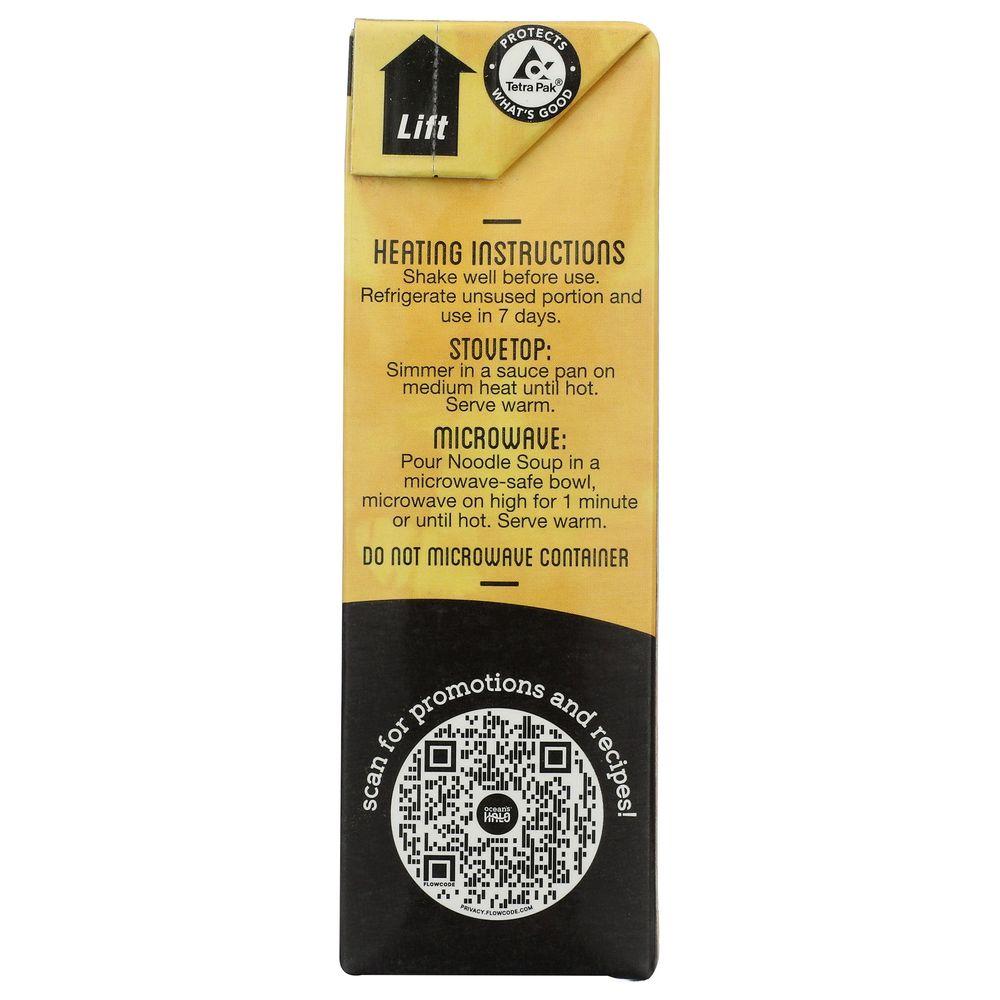 Lift
PROTECTS
Tetra Pak®
WHAT'S GOOD
HEATING INSTRUCTIONS
Shake well before use.
Refrigerate unsused portion and
use in 7 days.
STOVETOP:
Simmer in a sauce pan on
medium heat until hot.
Serve warm.
MICROWAVE:
Pour Noodle Soup in a
microwave-safe bowl,
microwave on high for 1 minute
or until hot. Serve warm.
DO NOT MICROWAVE CONTAINER
scan for promotions and recipes!
ocean's
HALO
FLOWCODE
PRIVACY.FLOWCODE.COM